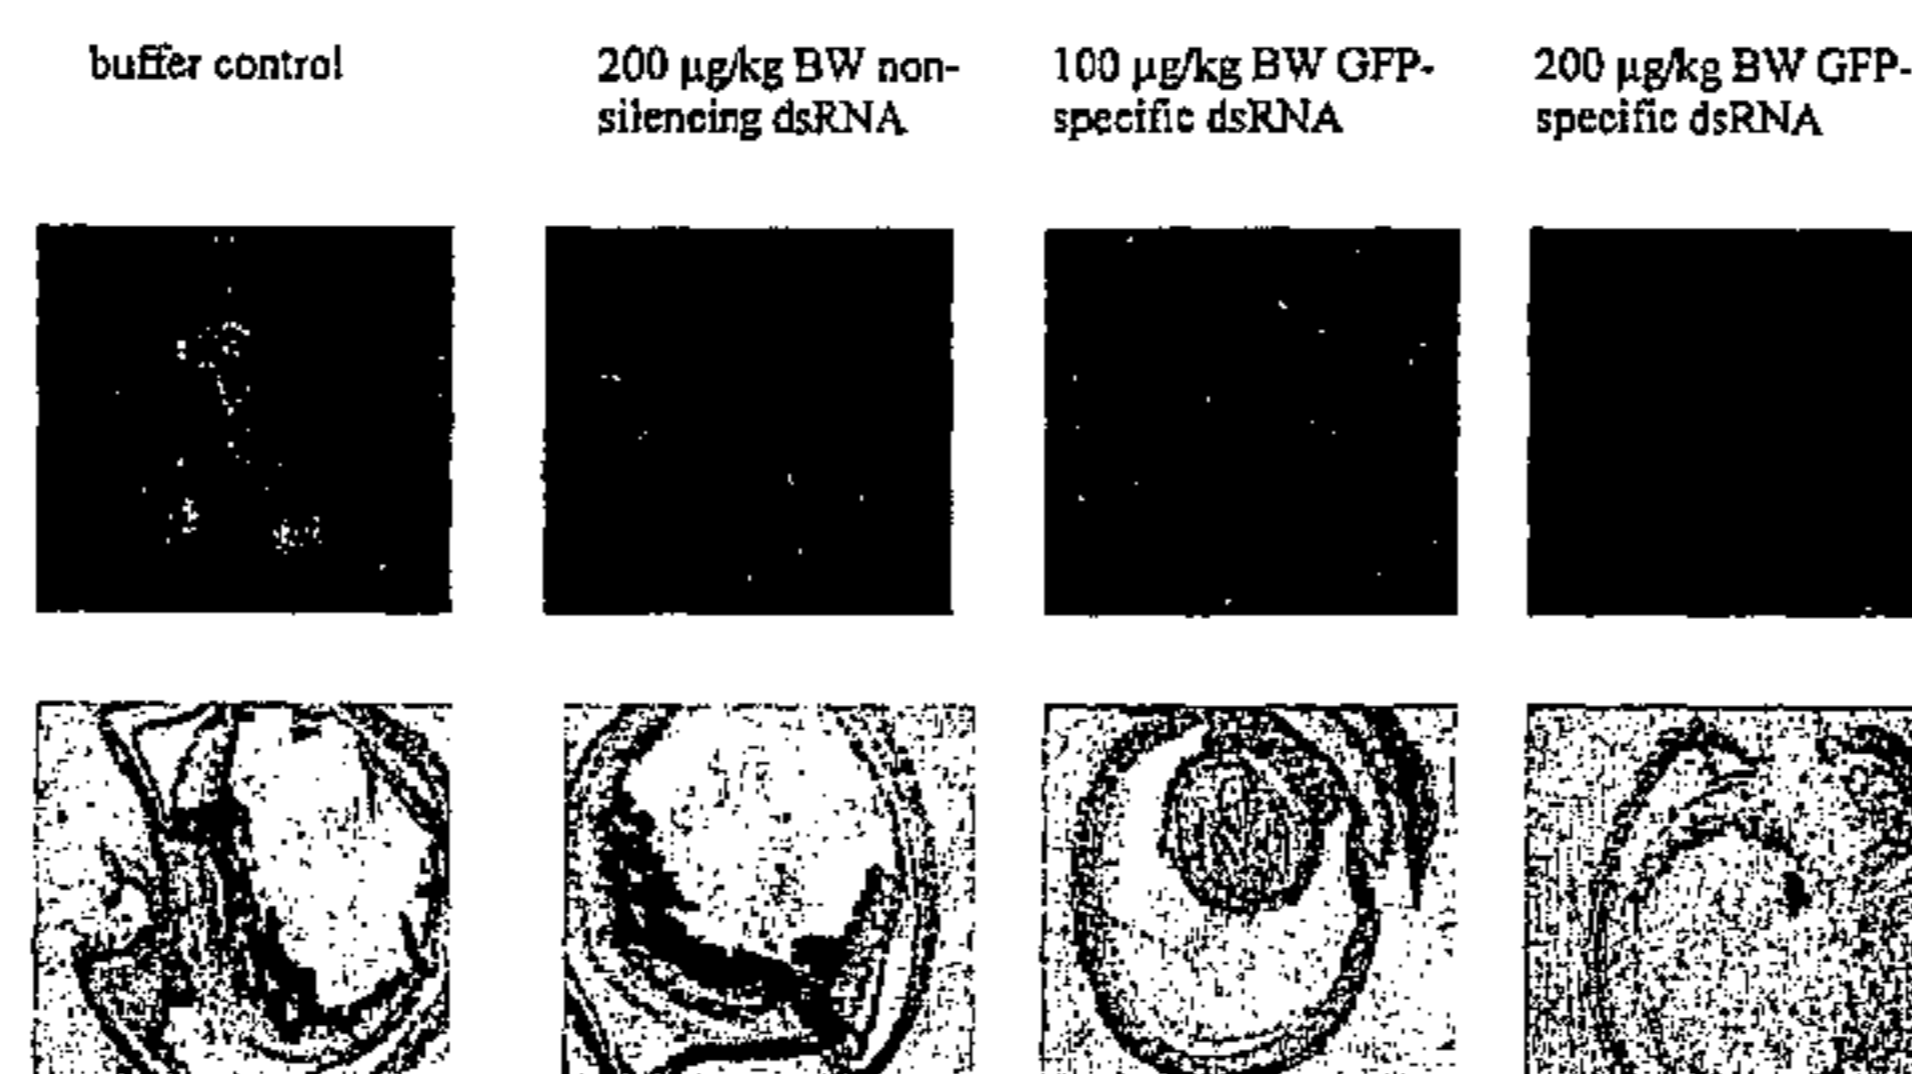 buffer control
200 µg/kg BW non-
silencing dsRNA
100 µg/kg BW GFP-
specific dsRNA
200 µg/kg BW GFP-
specific dsRNA